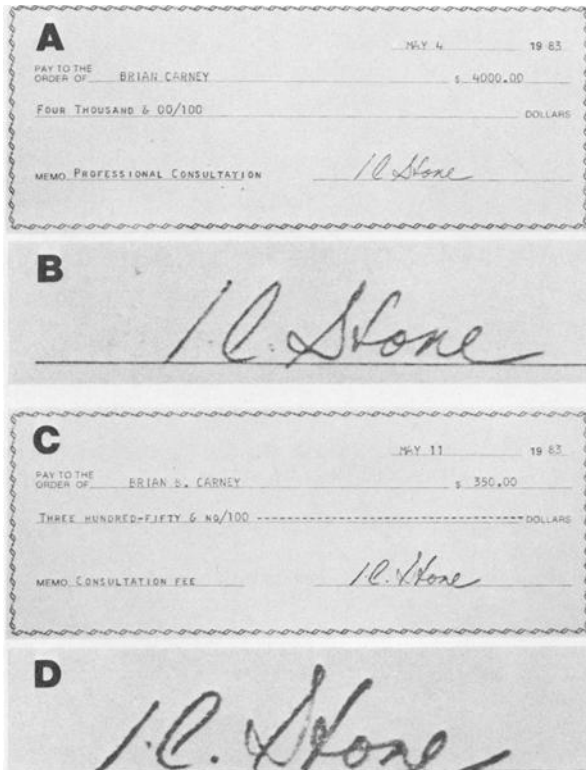 A
MAY 4 19 83
PAY TO THE
ORDER OF BRIAN CARNEY $ 4000.00
FOUR THOUSAND & 00/100 DOLLARS
MEMO PROFESSIONAL CONSULTATION I.C. Stone
B
I.C. Stone
C
MAY 11 19 83
PAY TO THE
ORDER OF BRIAN B. CARNEY $ 350.00
THREE HUNDRED-FIFTY & NO/100 ---------------------------------- DOLLARS
MEMO CONSULTATION FEE I.C. Stone
D
I.C. Stone